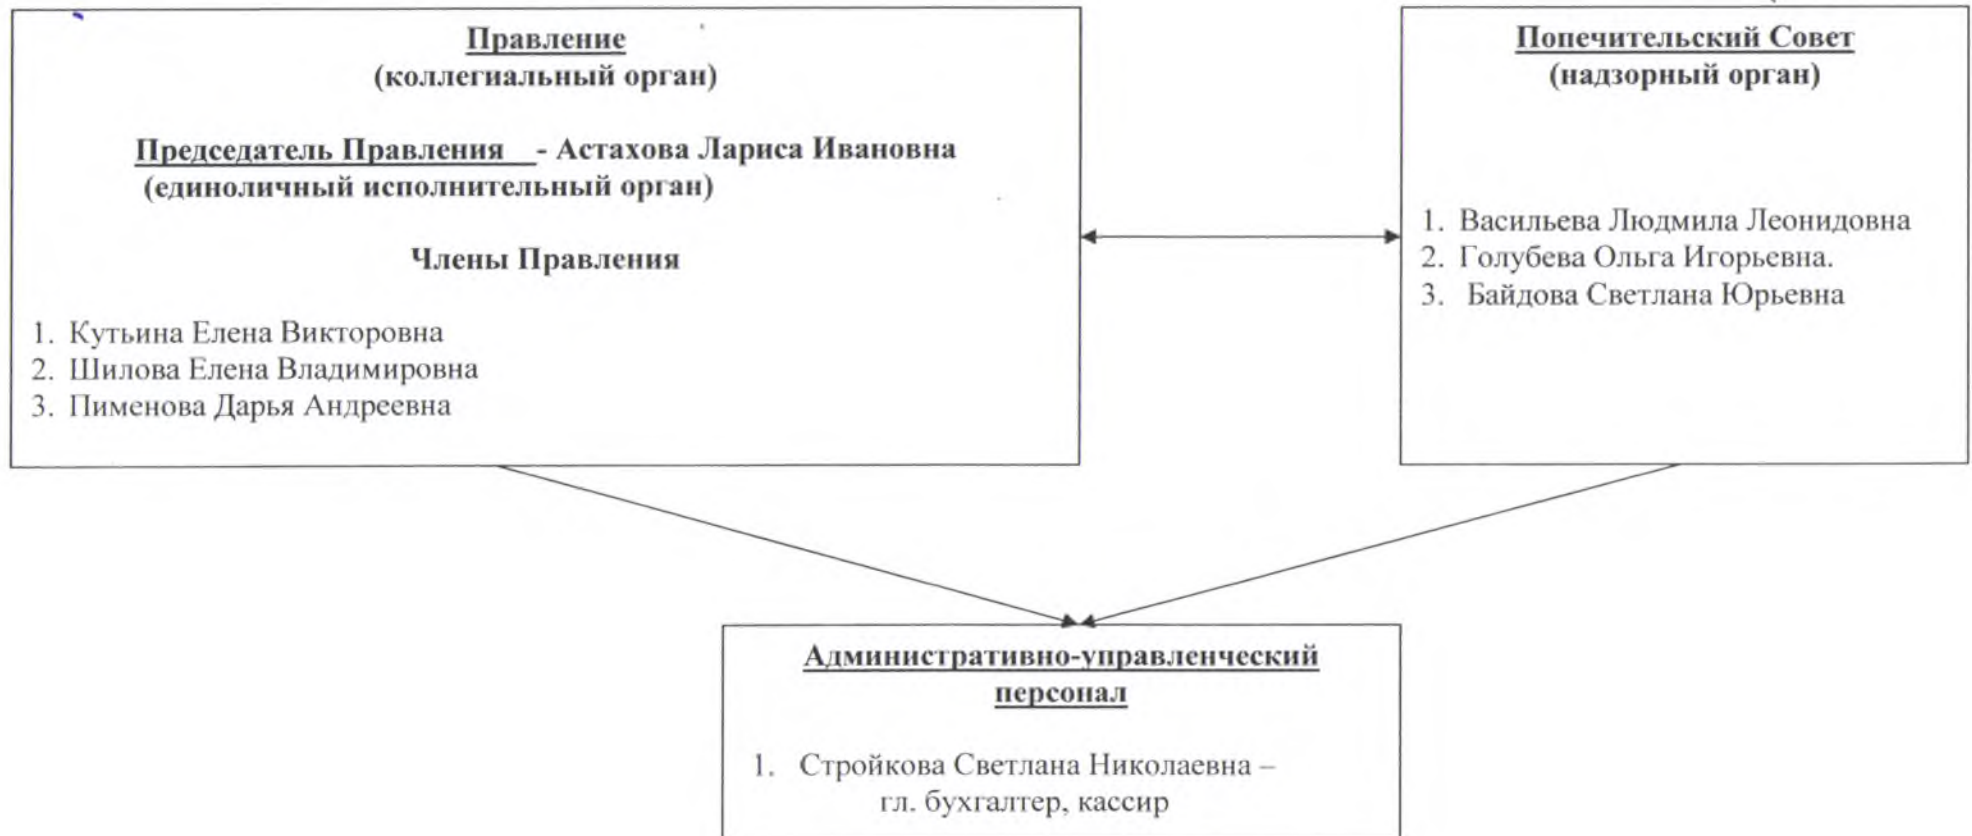 Правление
(коллегиальный орган)
Председатель Правления - Астахова Лариса Ивановна
(единоличный исполнительный орган)
Члены Правления
1. Кутьина Елена Викторовна
2. Шилова Елена Владимировна
3. Пименова Дарья Андреевна
Попечительский Совет
(надзорный орган)
1. Васильева Людмила Леонидовна
2. Голубева Ольга Игорьевна.
3. Байдова Светлана Юрьевна
Административно-управленческий
персонал
1. Стройкова Светлана Николаевна –
гл. бухгалтер, кассир